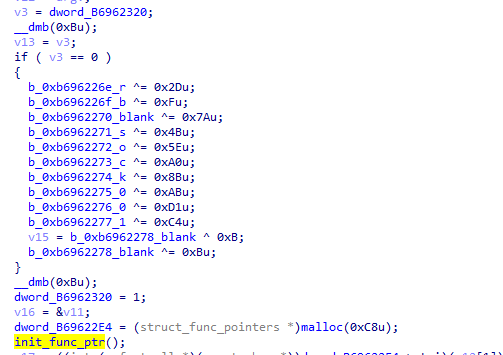 v3 = dword_B6962320;
__dmb(0xBu);
v13 = v3;
if ( v3 == 0 )
{
b_0xb696226e_r ^= 0x2Du;
b_0xb696226f_b ^= 0xFu;
b_0xb6962270_blank ^= 0x7Au;
b_0xb6962271_s ^= 0x4Bu;
b_0xb6962272_o ^= 0x5Eu;
b_0xb6962273_c ^= 0xA0u;
b_0xb6962274_k ^= 0x8Bu;
b_0xb6962275_0 ^= 0xABu;
b_0xb6962276_0 ^= 0xD1u;
b_0xb6962277_1 ^= 0xC4u;
v15 = b_0xb6962278_blank ^ 0xB;
b_0xb6962278_blank ^= 0xBu;
}
__dmb(0xBu);
dword_B6962320 = 1;
v16 = &v11;
dword_B69622E4 = (struct_func_pointers *)malloc(0xC8u);
init_func_ptr();